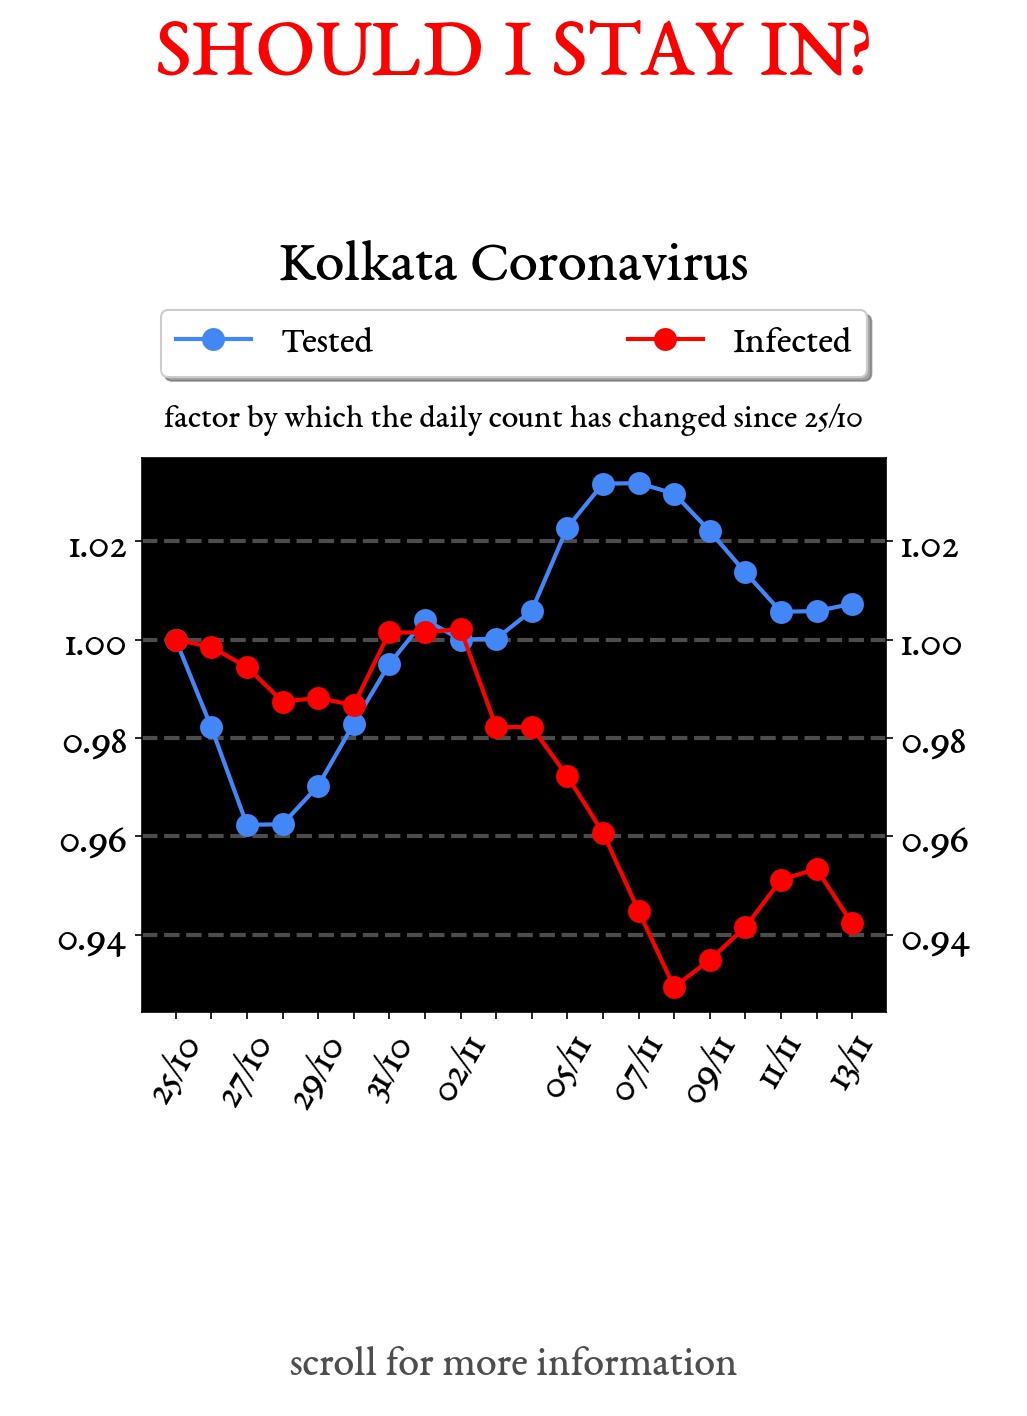 SHOULD I STAY IN?
Kolkata Coronavirus
Tested Infected
factor by which the daily count has changed since 25/10
1.02 1.02
1.00 1.00
0.98 0.98
0.96 0.96
0.94 0.94
25/10 27/10 29/10 31/10 02/11 05/11 07/11 09/11 11/11 13/11
scroll for more information